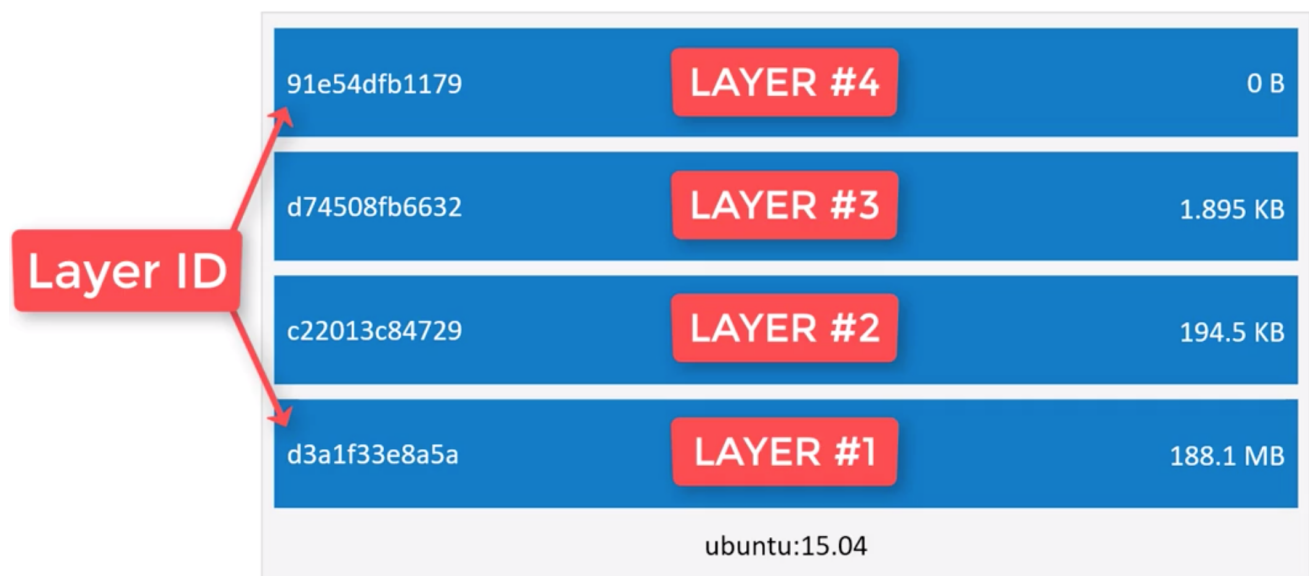 91e54dfb1179 LAYER #4 0 B
d74508fb6632 LAYER #3 1.895 KB
Layer ID
c22013c84729 LAYER #2 194.5 KB
d3a1f33e8a5a LAYER #1 188.1 MB
ubuntu:15.04